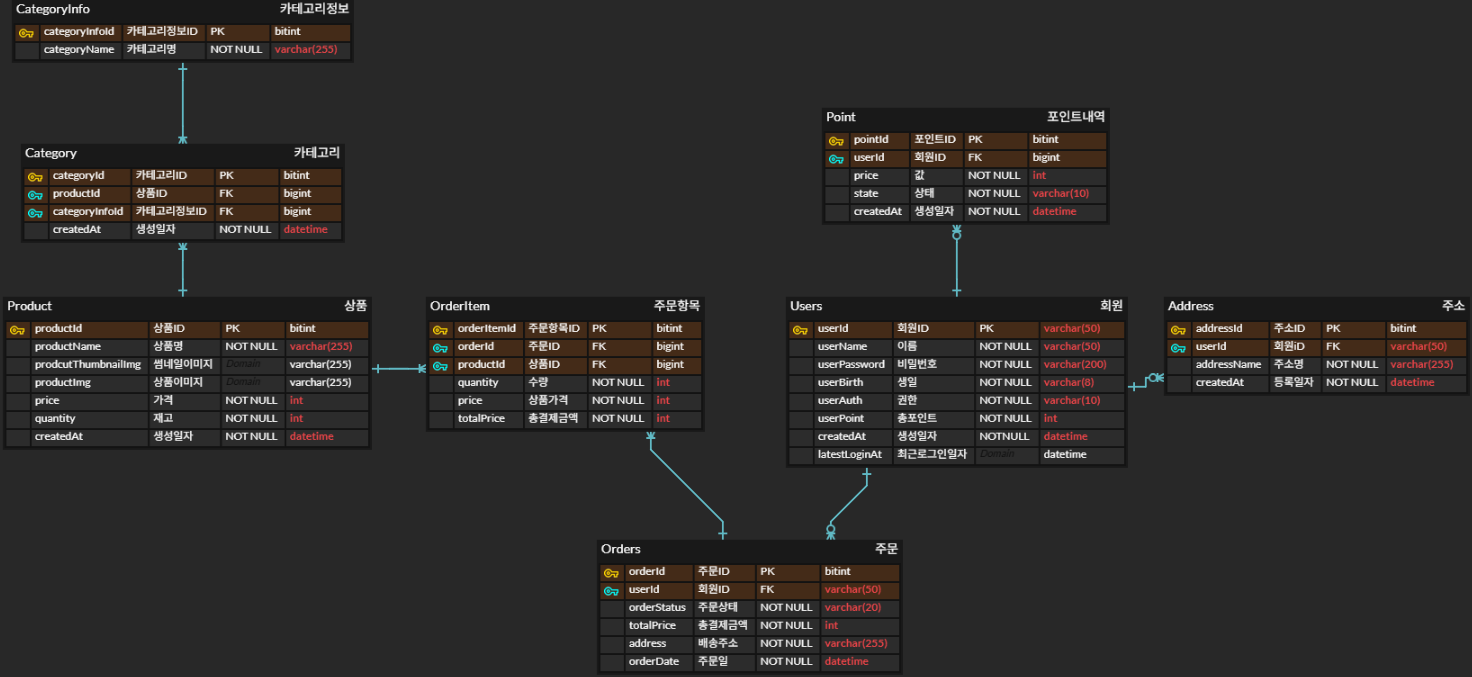 CategoryInfo 카테고리정보
categoryInfoId 카테고리정보ID PK bitint
categoryName 카테고리명 NOT NULL varchar(255)
Point 포인트내역
pointId 포인트ID PK bitint
userId 회원ID FK bigint
price 값 NOT NULL int
state 상태 NOT NULL varchar(10)
createdAt 생성일자 NOT NULL datetime
Category 카테고리
categoryId 카테고리ID PK bitint
productId 상품ID FK bigint
categoryInfoId 카테고리정보ID FK bigint
createdAt 생성일자 NOT NULL datetime
Product 상품
productId 상품ID PK bitint
productName 상품명 NOT NULL varchar(255)
prodcutThumbnailImg 썸네일이미지 Domain varchar(255)
productImg 상품이미지 Domain varchar(255)
price 가격 NOT NULL int
quantity 재고 NOT NULL int
createdAt 생성일자 NOT NULL datetime
OrderItem 주문항목
orderItemId 주문항목ID PK bitint
orderId 주문ID FK bigint
productId 상품ID FK bigint
quantity 수량 NOT NULL int
price 상품가격 NOT NULL int
totalPrice 총결제금액 NOT NULL int
Users 회원
userId 회원ID PK varchar(50)
userName 이름 NOT NULL varchar(50)
userPassword 비밀번호 NOT NULL varchar(200)
userBirth 생일 NOT NULL varchar(8)
userAuth 권한 NOT NULL varchar(10)
userPoint 총포인트 NOT NULL int
createdAt 생성일자 NOTNULL datetime
latestLoginAt 최근로그인일자 Domain datetime
Address 주소
addressId 주소ID PK bitint
userId 회원iD FK varchar(50)
addressName 주소명 NOT NULL varchar(255)
createdAt 등록일자 NOT NULL datetime
Orders 주문
orderId 주문ID PK bitint
userId 회원ID FK varchar(50)
orderStatus 주문상태 NOT NULL varchar(20)
totalPrice 총결제금액 NOT NULL int
address 배송주소 NOT NULL varchar(255)
orderDate 주문일 NOT NULL datetime